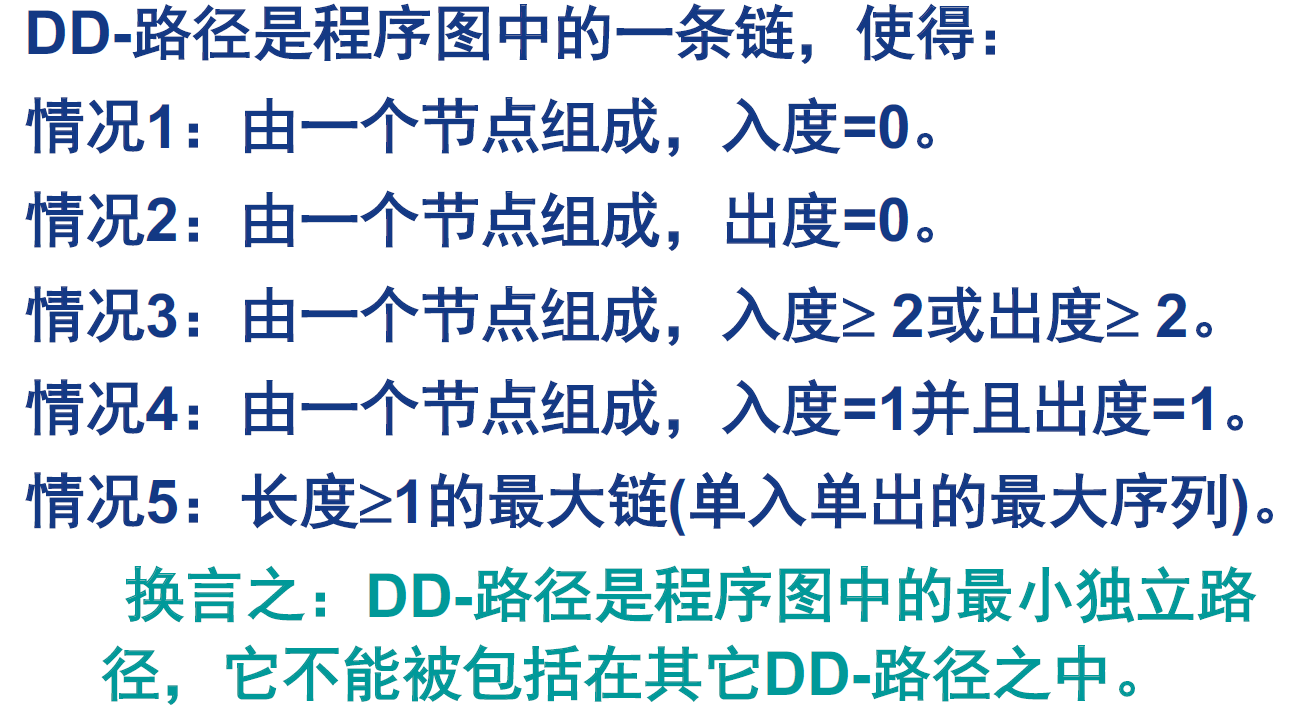 DD-路径是程序图中的一条链，使得：
情况1：由一个节点组成，入度=0。
情况2：由一个节点组成，出度=0。
情况3：由一个节点组成，入度≥ 2或出度≥ 2。
情况4：由一个节点组成，入度=1并且出度=1。
情况5：长度≥1的最大链(单入单出的最大序列)。
换言之：DD-路径是程序图中的最小独立路
径，它不能被包括在其它DD-路径之中。